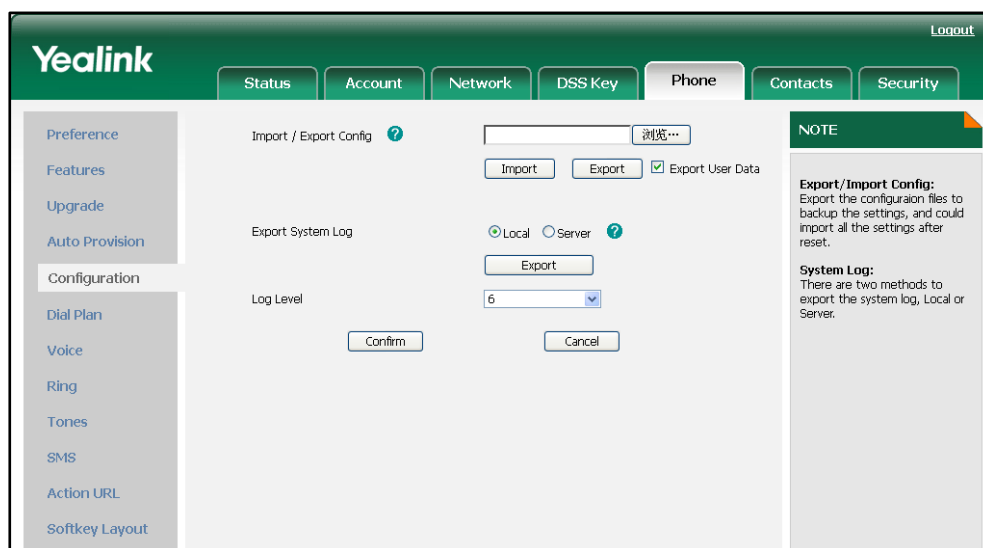 Logout
Yealink
Status
Account
Network
DSS Key
Phone
Contacts
Security
Preference
Features
Upgrade
Auto Provision
Configuration
Dial Plan
Voice
Ring
Tones
SMS
Action URL
Softkey Layout
Import / Export Config ?
浏览…
Import
Export
Export User Data
Export System Log
Local
Server ?
Export
Log Level
6
Confirm
Cancel
NOTE
Export/Import Config:
Export the configuraion files to
backup the settings, and could
import all the settings after
reset.
System Log:
There are two methods to
export the system log, Local or
Server.